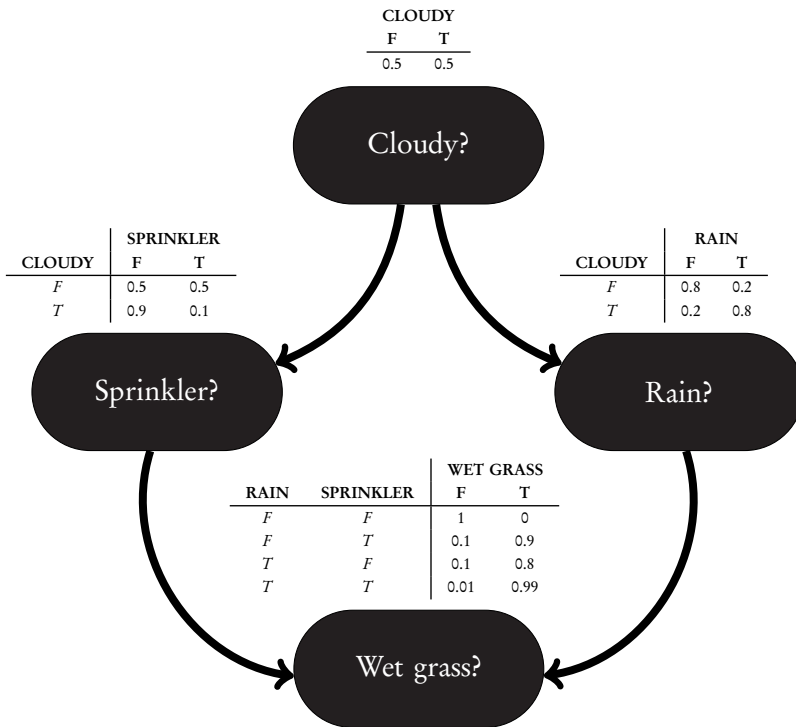 CLOUDY
F T
0.5 0.5
Cloudy?
SPRINKLER
CLOUDY F T
F 0.5 0.5
T 0.9 0.1
RAIN
CLOUDY F T
F 0.8 0.2
T 0.2 0.8
Sprinkler?
Rain?
WET GRASS
RAIN SPRINKLER F T
F F 1 0
F T 0.1 0.9
T F 0.1 0.8
T T 0.01 0.99
Wet grass?